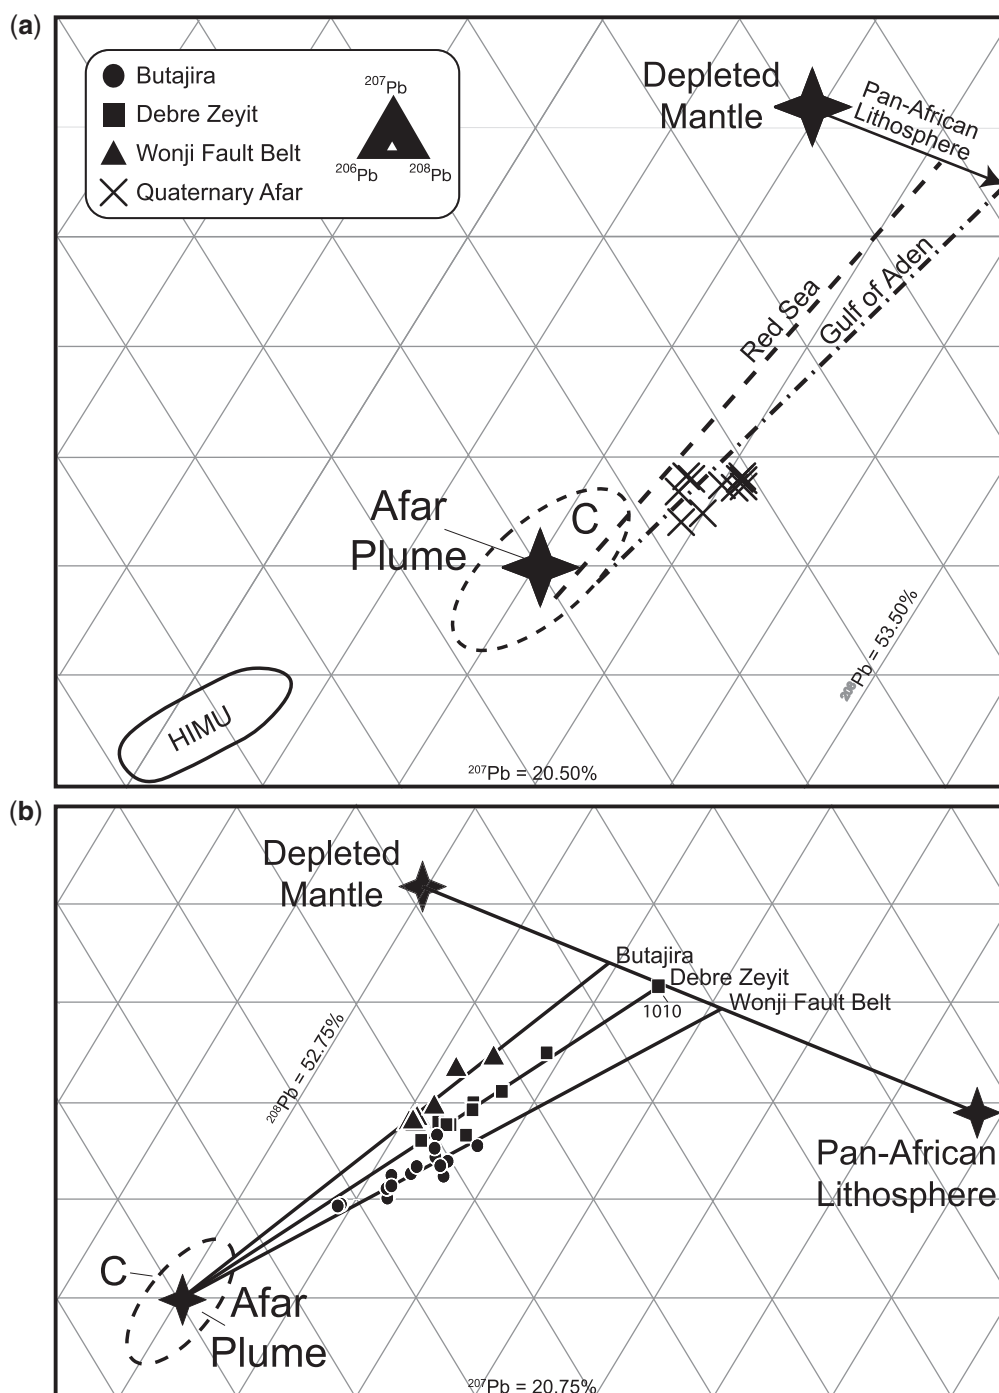 (a)
Butajira
Debre Zeyit
Wonji Fault Belt
Quaternary Afar
²⁰⁷Pb
²⁰⁶Pb
²⁰⁸Pb
Depleted
Mantle
Pan-African
Lithosphere
Red Sea
Gulf of Aden
Afar
Plume
C
HIMU
²⁰⁸Pb = 53.50%
²⁰⁷Pb = 20.50%
(b)
Depleted
Mantle
Butajira
Debre Zeyit
1010
Wonji Fault Belt
²⁰⁸Pb = 52.75%
Pan-African
Lithosphere
C
Afar
Plume
²⁰⁷Pb = 20.75%